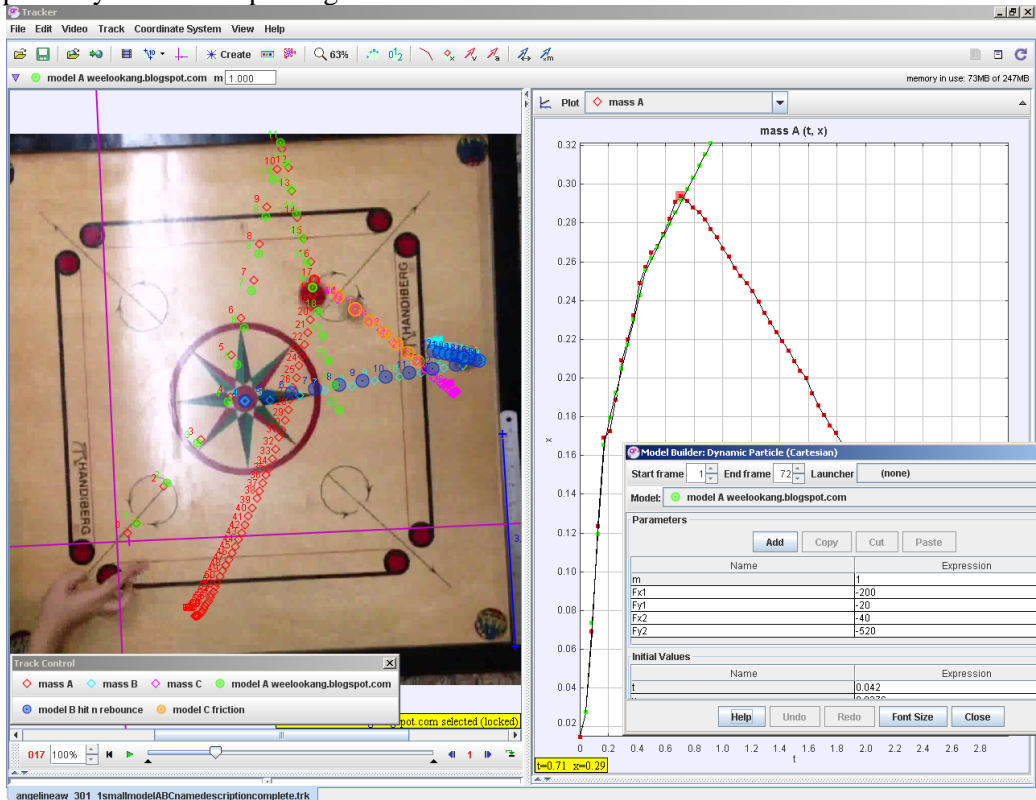 Tracker
File Edit Video Track Coordinate System View Help
Create 63%
model A weelookang.blogspot.com m 1.000
memory in use: 73MB of 247MB
Plot mass A
mass A (t, x)
0.32
0.30
0.28
0.26
0.24
0.22
0.20
0.18
0.16
0.14
0.12
0.10
0.08
0.06
0.04
0.02
x
0 0.2 0.4 0.6 0.8 1.0 1.2 1.4 1.6 1.8 2.0 2.2 2.4 2.6 2.8
t
t=0.71 x=0.29
HANDIBERG
HANDIBERG
Model Builder: Dynamic Particle (Cartesian)
Start frame 1 End frame 72 Launcher (none)
Model: model A weelookang.blogspot.com
Parameters
Add Copy Cut Paste
Name Expression
m 1
Fx1 -200
Fy1 -20
Fx2 -40
Fy2 -520
Initial Values
Name Expression
t 0.042
Help Undo Redo Font Size Close
Track Control
mass A mass B mass C model A weelookang.blogspot.com
model B hit n rebounce model C friction
pot.com selected (locked)
017 100% 1
angelineaw_301_1smallmodelABCnamedescriptioncomplete.trk